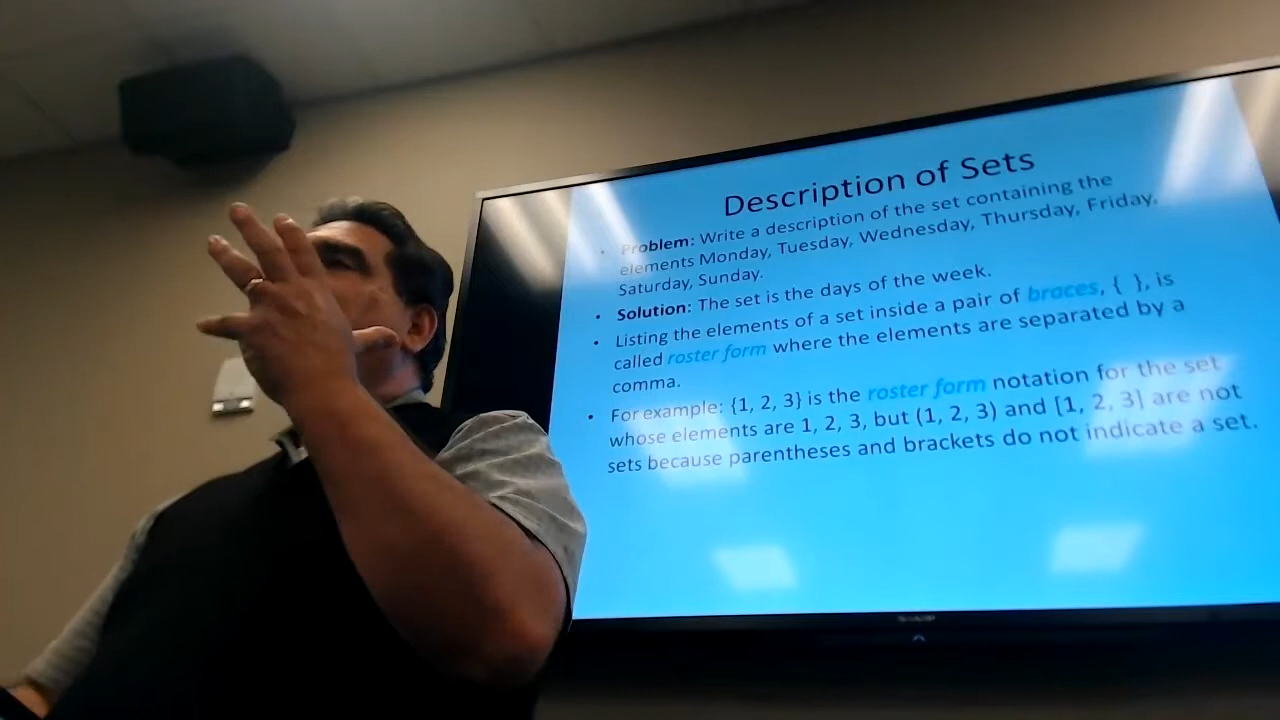 Description of Sets
• Problem: Write a description of the set containing the
elements Monday, Tuesday, Wednesday, Thursday, Friday,
Saturday, Sunday.
• Solution: The set is the days of the week.
• Listing the elements of a set inside a pair of braces, { }, is
called roster form where the elements are separated by a
comma.
• For example: {1, 2, 3} is the roster form notation for the set
whose elements are 1, 2, 3, but (1, 2, 3) and [1, 2, 3] are not
sets because parentheses and brackets do not indicate a set.
SHARP